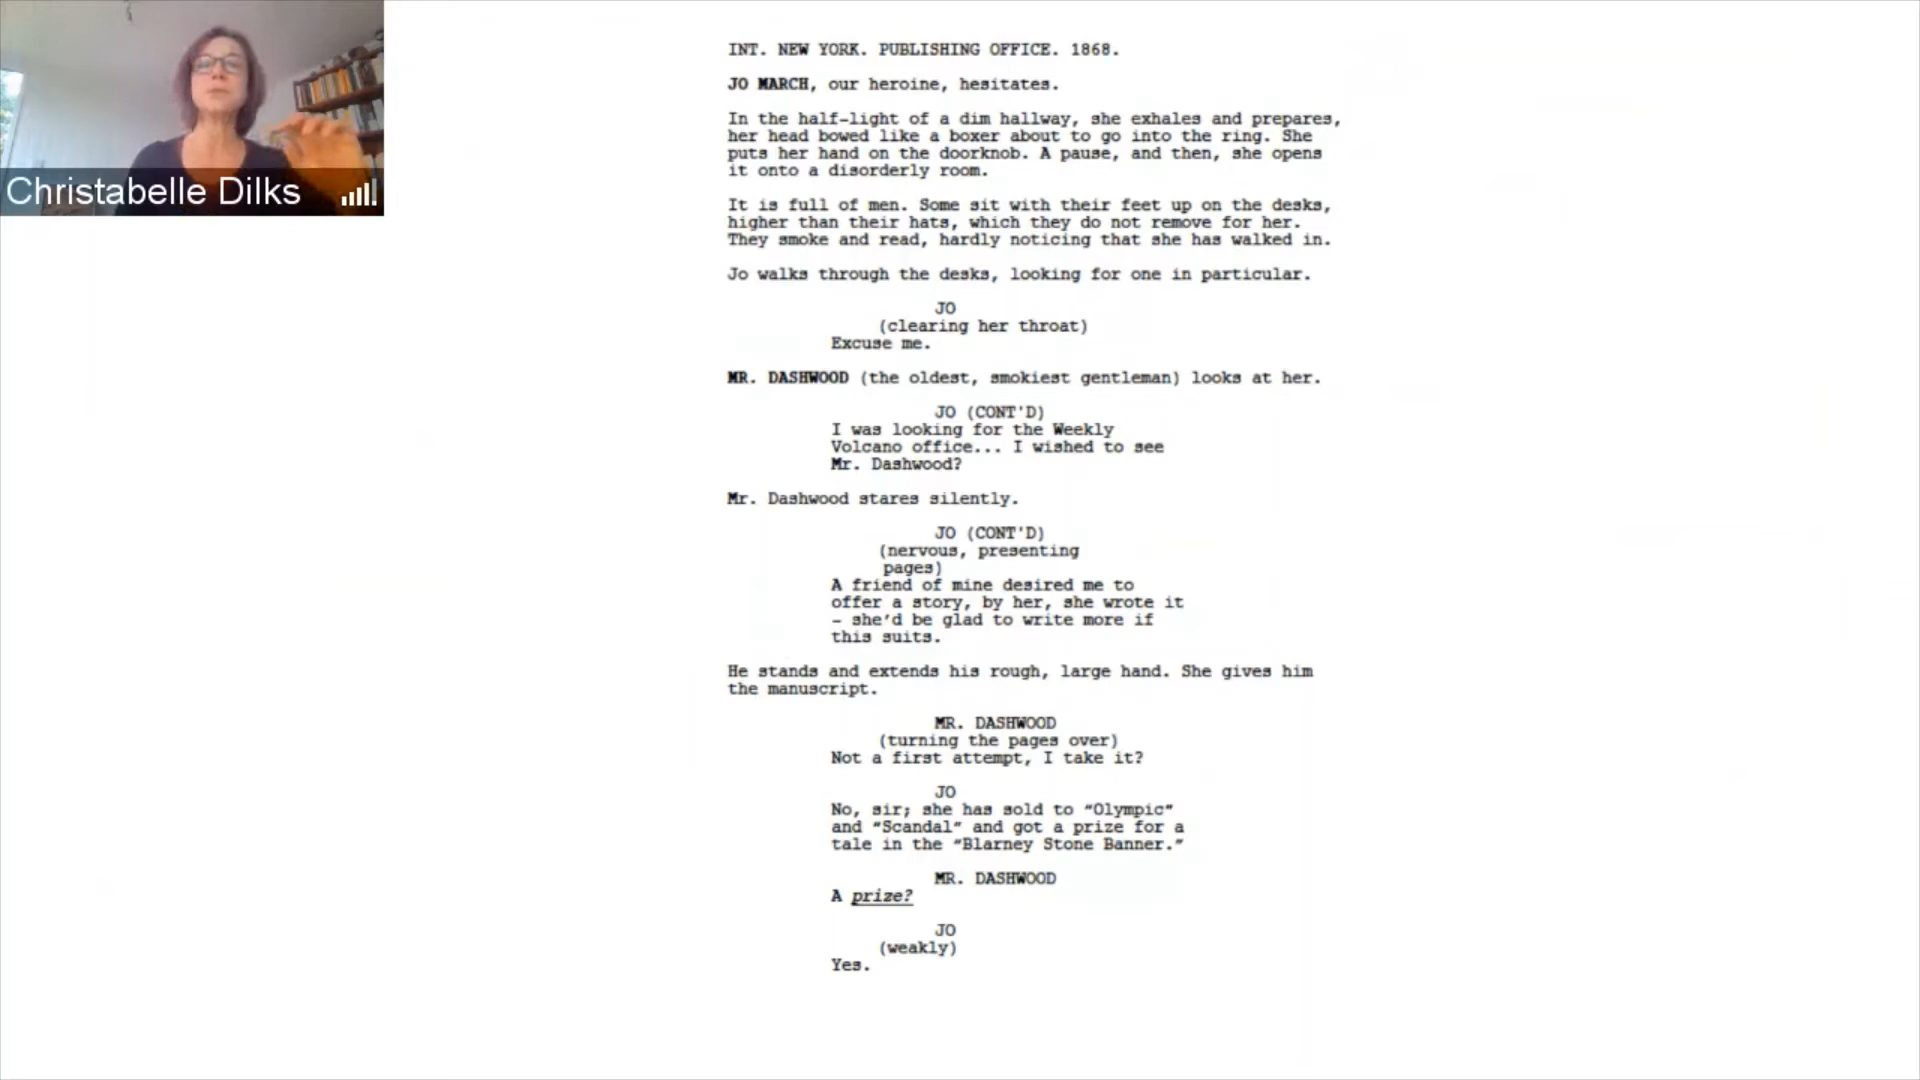 Christabelle Dilks
INT. NEW YORK. PUBLISHING OFFICE. 1868.
JO MARCH, our heroine, hesitates.
In the half-light of a dim hallway, she exhales and prepares,
her head bowed like a boxer about to go into the ring. She
puts her hand on the doorknob. A pause, and then, she opens
it onto a disorderly room.
It is full of men. Some sit with their feet up on the desks,
higher than their hats, which they do not remove for her.
They smoke and read, hardly noticing that she has walked in.
Jo walks through the desks, looking for one in particular.
JO
(clearing her throat)
Excuse me.
MR. DASHWOOD (the oldest, smokiest gentleman) looks at her.
JO (CONT'D)
I was looking for the Weekly
Volcano office... I wished to see
Mr. Dashwood?
Mr. Dashwood stares silently.
JO (CONT'D)
(nervous, presenting
pages)
A friend of mine desired me to
offer a story, by her, she wrote it
– she’d be glad to write more if
this suits.
He stands and extends his rough, large hand. She gives him
the manuscript.
MR. DASHWOOD
(turning the pages over)
Not a first attempt, I take it?
JO
No, sir; she has sold to “Olympic”
and “Scandal” and got a prize for a
tale in the “Blarney Stone Banner.”
MR. DASHWOOD
A prize?
JO
(weakly)
Yes.